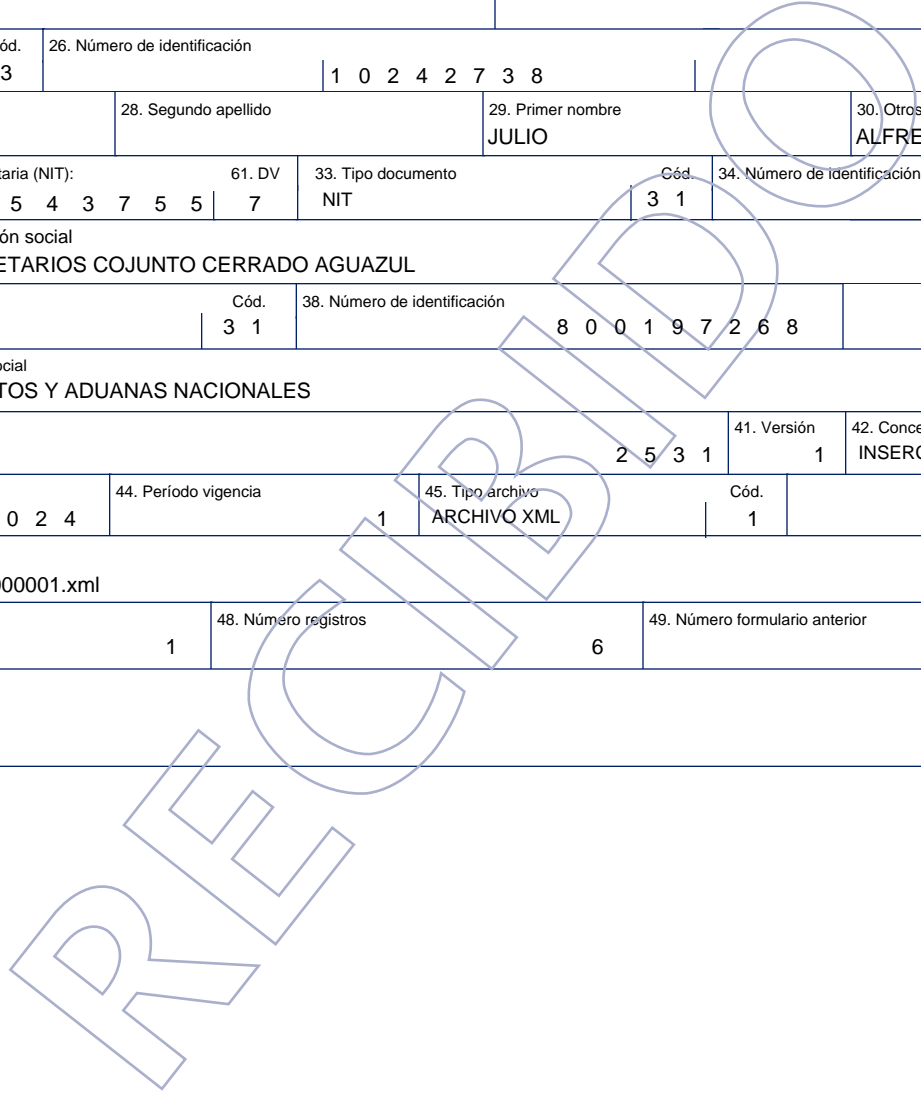 ód. 26. Número de identificación
3 1 0 2 4 2 7 3 8
28. Segundo apellido 29. Primer nombre 30. Otros
JULIO ALFRE
taria (NIT): 61. DV 33. Tipo documento Cód. 34. Número de identificación
5 4 3 7 5 5 7 NIT 3 1
ón social
ETARIOS COJUNTO CERRADO AGUAZUL
Cód. 38. Número de identificación
3 1 8 0 0 1 9 7 2 6 8
ocial
TOS Y ADUANAS NACIONALES
41. Versión 42. Conce
2 5 3 1 1 INSERC
44. Período vigencia 45. Tipo archivo Cód.
0 2 4 1 ARCHIVO XML 1
000001.xml
48. Número registros 49. Número formulario anterior
1 6
RECIBIDO